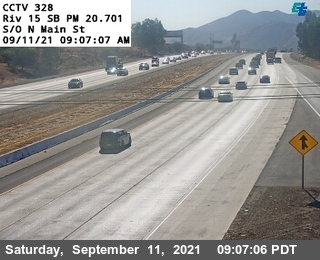 CCTV 328
Riv 15 SB PM 20.701
S/O N Main St
09/11/21 09:07:07 AM
Saturday, September 11, 2021 09:07:06 PDT